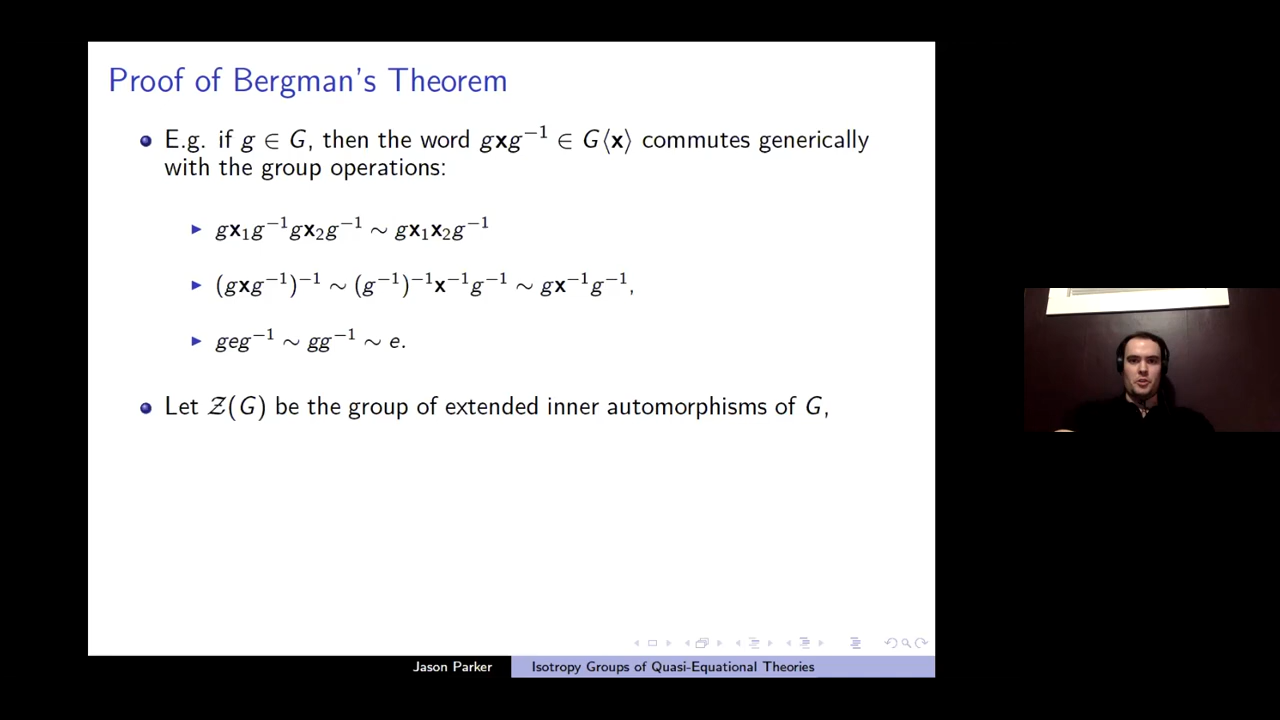 Proof of Bergman's Theorem
E.g. if g ∈ G, then the word gxg⁻¹ ∈ G⟨x⟩ commutes generically
with the group operations:
gx₁g⁻¹gx₂g⁻¹ ∼ gx₁x₂g⁻¹
(gxg⁻¹)⁻¹ ∼ (g⁻¹)⁻¹x⁻¹g⁻¹ ∼ gx⁻¹g⁻¹,
geg⁻¹ ∼ gg⁻¹ ∼ e.
Let 𝒵(G) be the group of extended inner automorphisms of G,
Jason Parker
Isotropy Groups of Quasi-Equational Theories